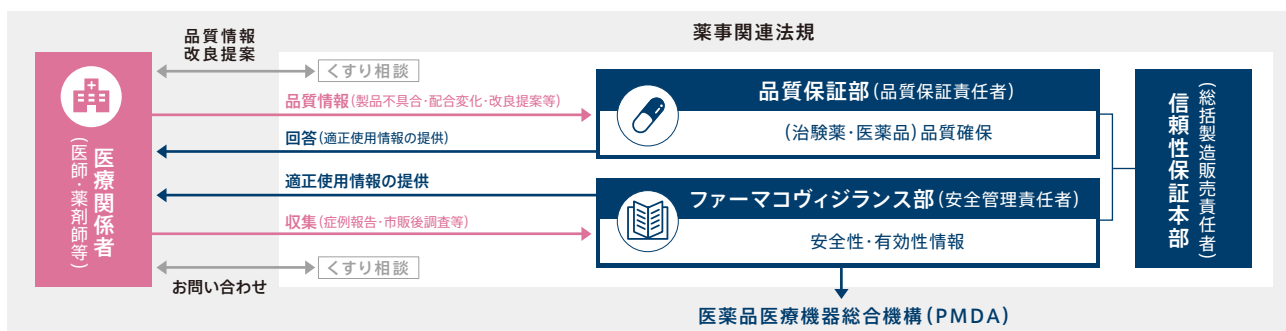 薬事関連法規
品質情報
改良提案
くすり相談
品質情報(製品不具合・配合変化・改良提案等)
回答(適正使用情報の提供)
適正使用情報の提供
収集(症例報告・市販後調査等)
くすり相談
お問い合わせ
医療関係者
(医師・薬剤師等)
品質保証部(品質保証責任者)
(治験薬・医薬品)品質確保
ファーマコヴィジランス部(安全管理責任者)
安全性・有効性情報
(総括製造販売責任者)
信頼性保証本部
医薬品医療機器総合機構(PMDA)